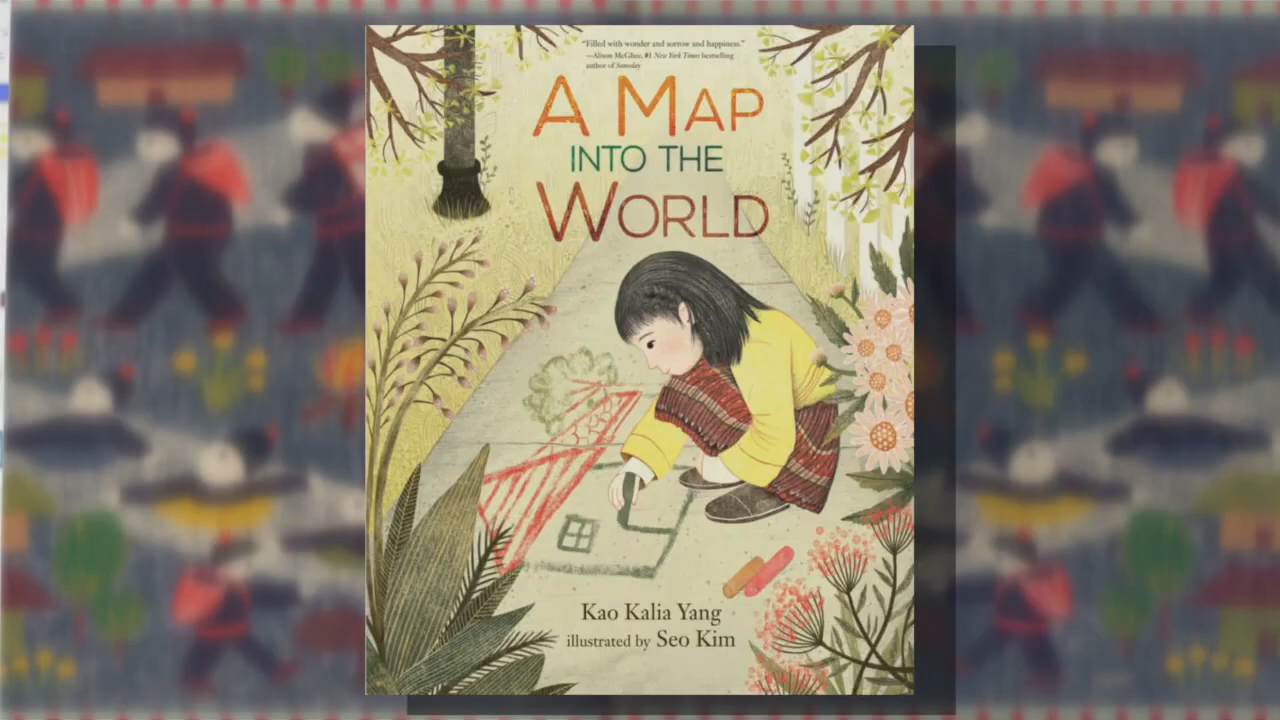 "Filled with wonder and sorrow and happiness."
—Alison McGhee, #1 New York Times bestselling
author of Someday
A MAP
INTO THE
WORLD
Kao Kalia Yang
illustrated by Seo Kim